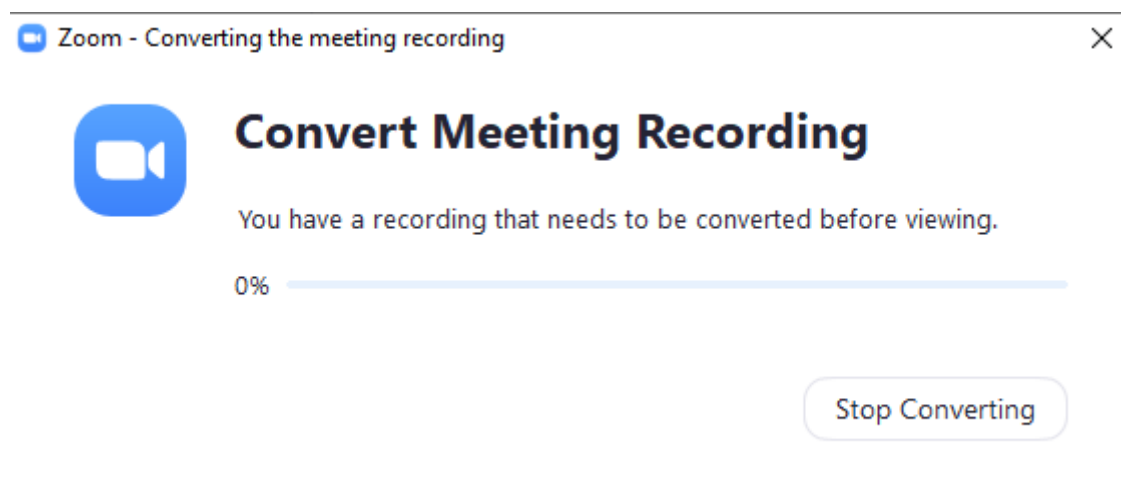 Zoom - Converting the meeting recording
Convert Meeting Recording
You have a recording that needs to be converted before viewing.
0%
Stop Converting